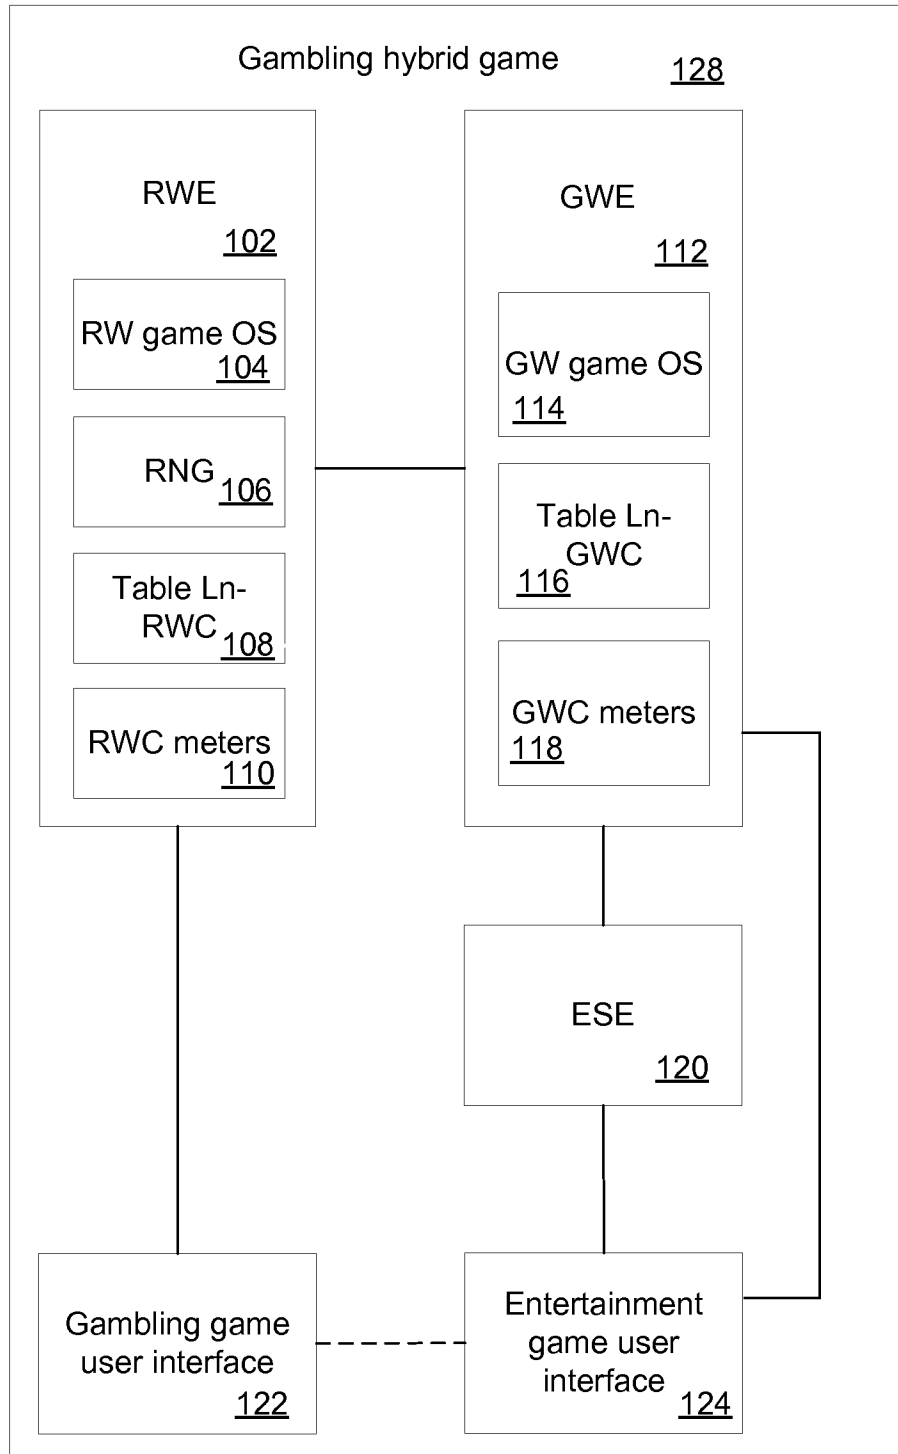 Gambling hybrid game
128
RWE
102
RW game OS
104
RNG
106
Table Ln-
RWC
108
RWC meters
110
GWE
112
GW game OS
114
Table Ln-
GWC
116
GWC meters
118
ESE
120
Gambling game
user interface
122
Entertainment
game user
interface
124